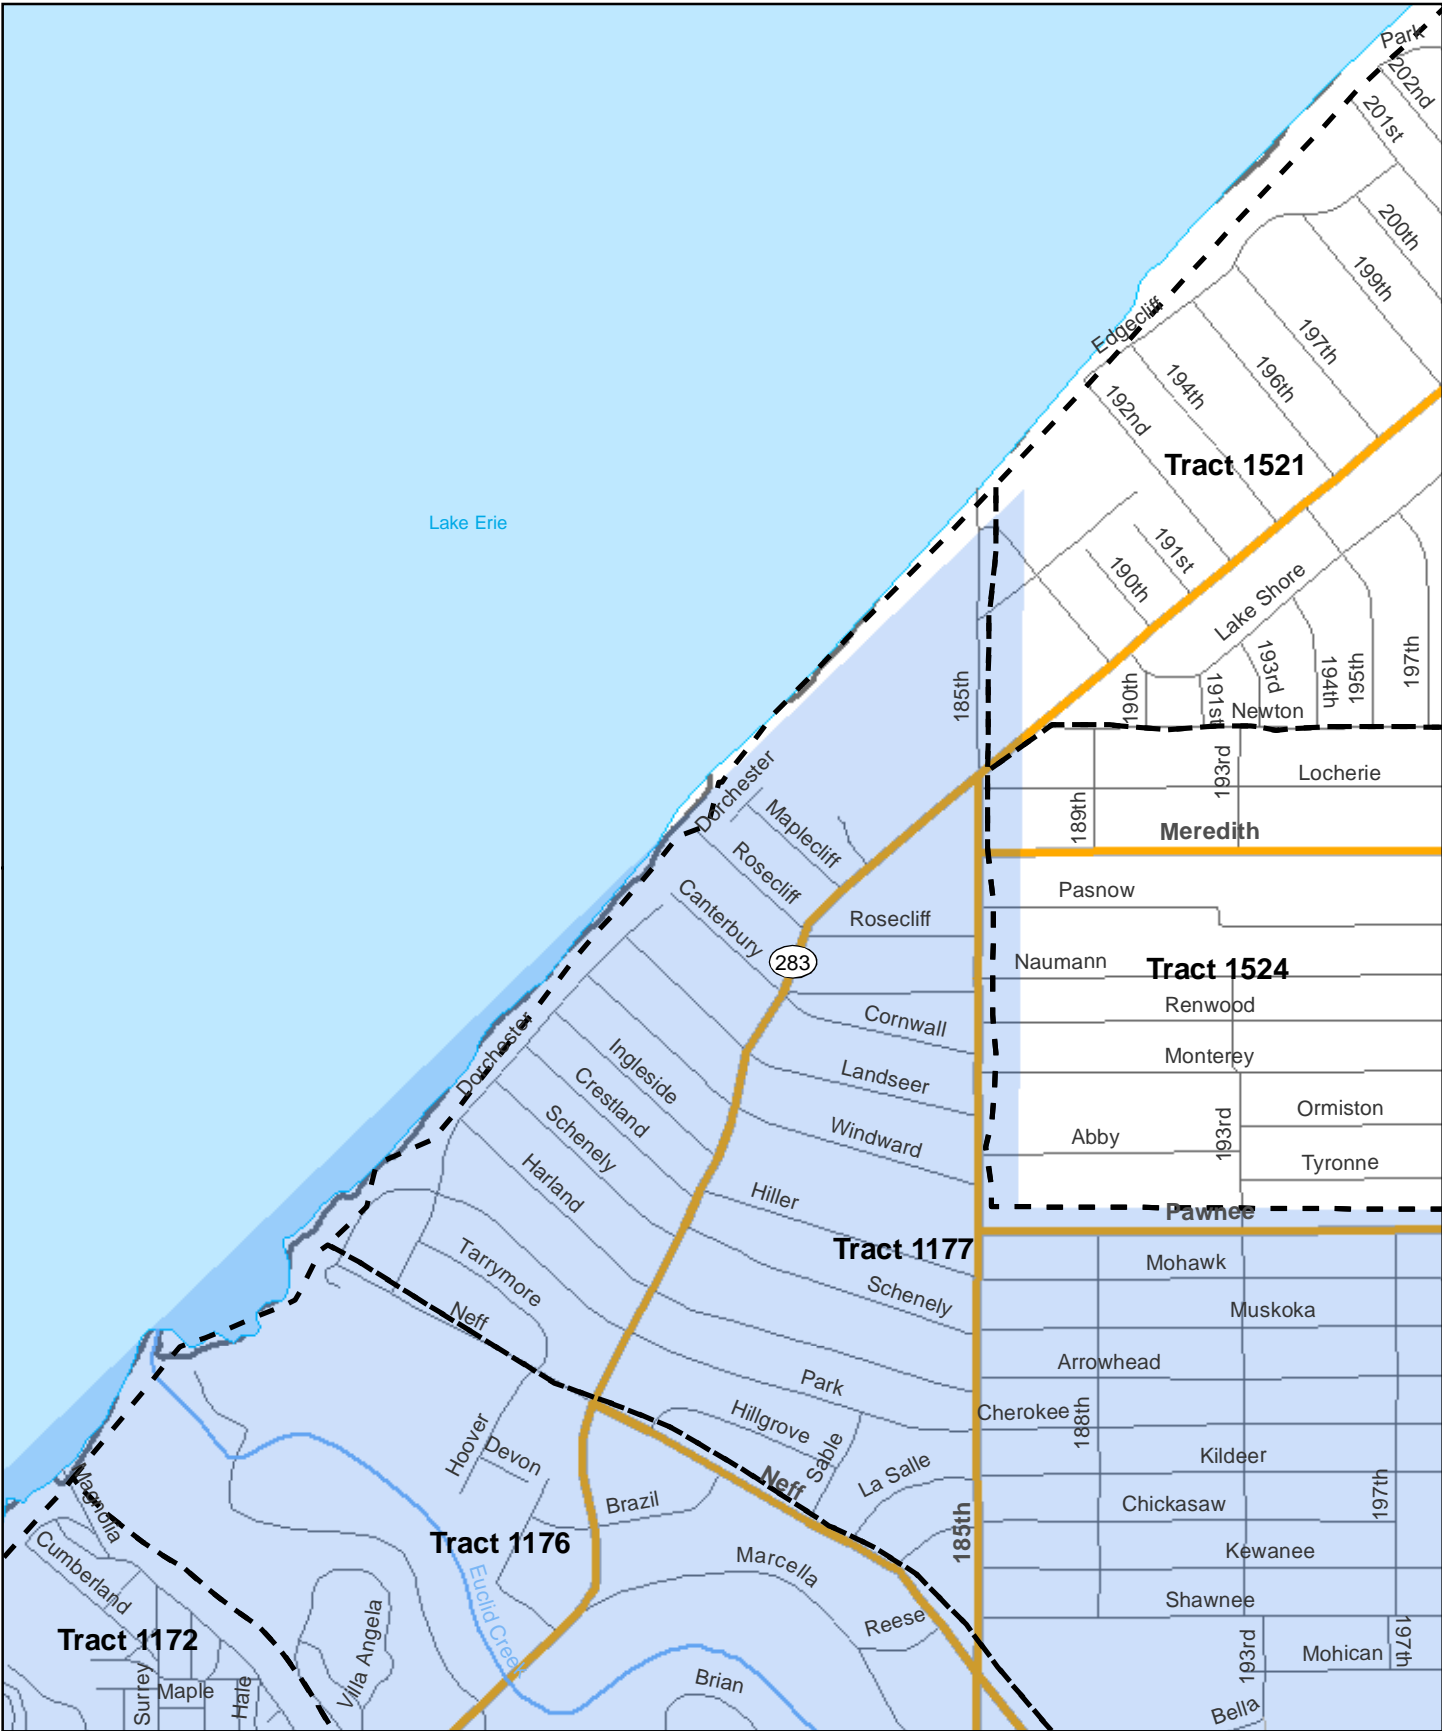 Park
202nd
201st
200th
199th
197th
196th
194th
192nd
Edgecliff
Tract 1521
Lake Erie
191st
190th
Lake Shore
193rd
194th
195th
197th
185th
190th
191st
Newton
193rd
Locherie
189th
Meredith
Dorchester
Maplecliff
Rosecliff
Canterbury
Rosecliff
Pasnow
283
Naumann
Tract 1524
Renwood
Cornwall
Monterey
Dorchester
Ingleside
Landseer
Crestland
Ormiston
Schenely
Windward
Abby
193rd
Harland
Tyronne
Hiller
Pawnee
Tract 1177
Tarrymore
Mohawk
Schenely
Neff
Muskoka
Arrowhead
Park
Cherokee
188th
Hillgrove
Sable
Hoover
Devon
La Salle
Kildeer
Neff
197th
Magnolia
Brazil
Chickasaw
Tract 1176
185th
Cumberland
Marcella
Kewanee
Euclid Creek
Shawnee
Reese
Tract 1172
Villa Angela
193rd
197th
Mohican
Surrey
Maple
Hale
Brian
Bella